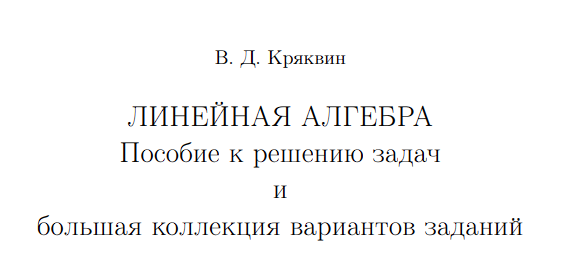 В. Д. Кряквин
ЛИНЕЙНАЯ АЛГЕБРА
Пособие к решению задач
и
большая коллекция вариантов заданий